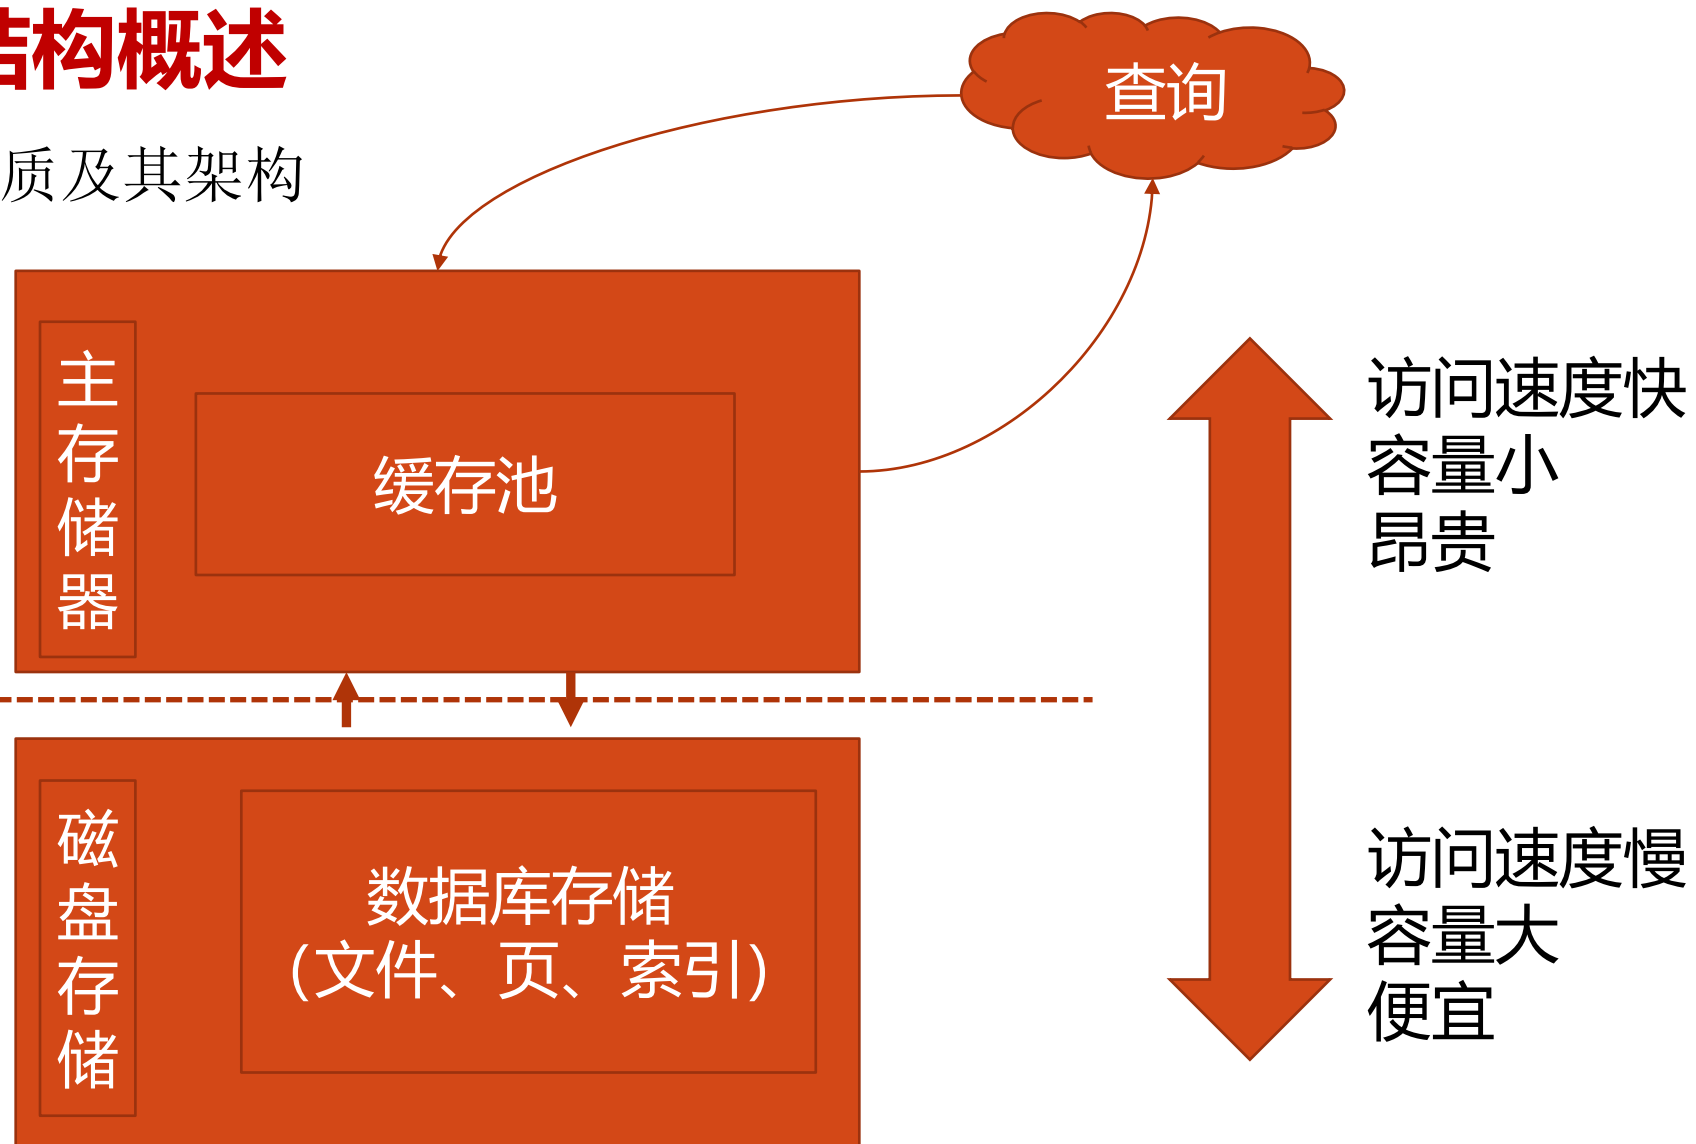 结构概述
质及其架构
查询
主存储器
缓存池
访问速度快
容量小
昂贵
磁盘存储
数据库存储
(文件、页、索引)
访问速度慢
容量大
便宜